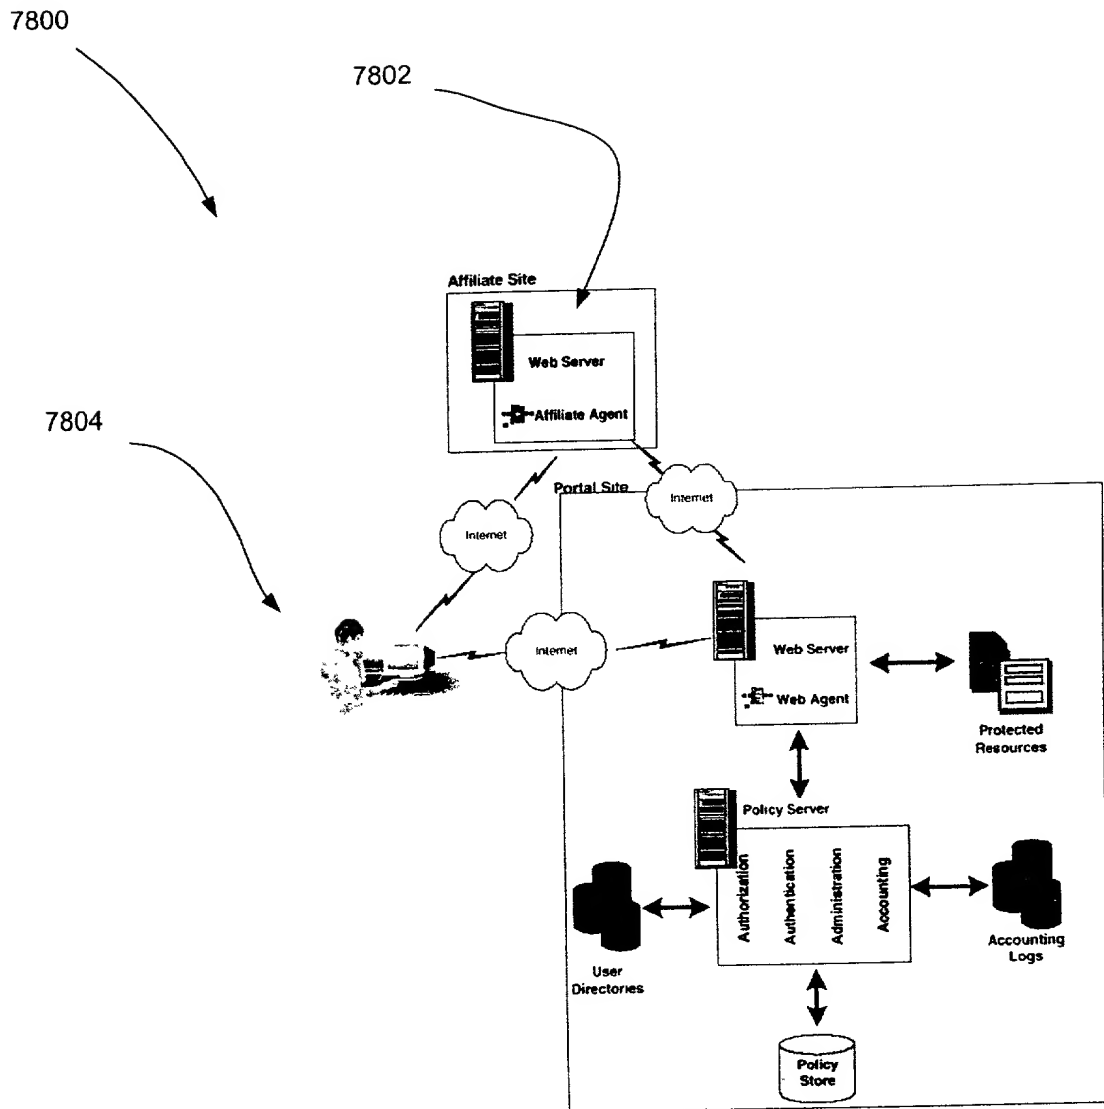 7800
7802
Affiliate Site
Web Server
Affiliate Agent
7804
Portal Site
Internet
Internet
Internet
Web Server
Web Agent
Protected
Resources
Policy Server
Authorization
Authentication
Administration
Accounting
User
Directories
Accounting
Logs
Policy
Store